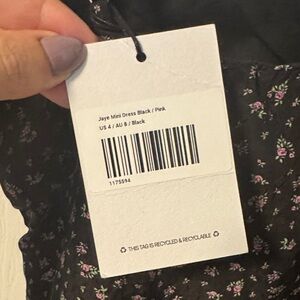 Jaye Mini Dress Black / Pink
US 4 / AU 8 / Black
1175594
THIS TAG IS RECYCLED & RECYCLABLE